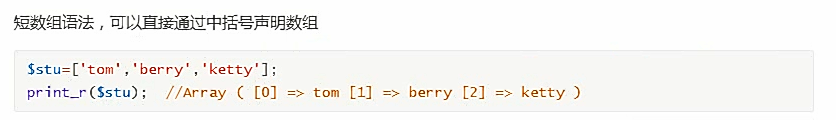 短数组语法，可以直接通过中括号声明数组
$stu=['tom','berry','ketty'];
print_r($stu);  //Array ( [0] => tom [1] => berry [2] => ketty )